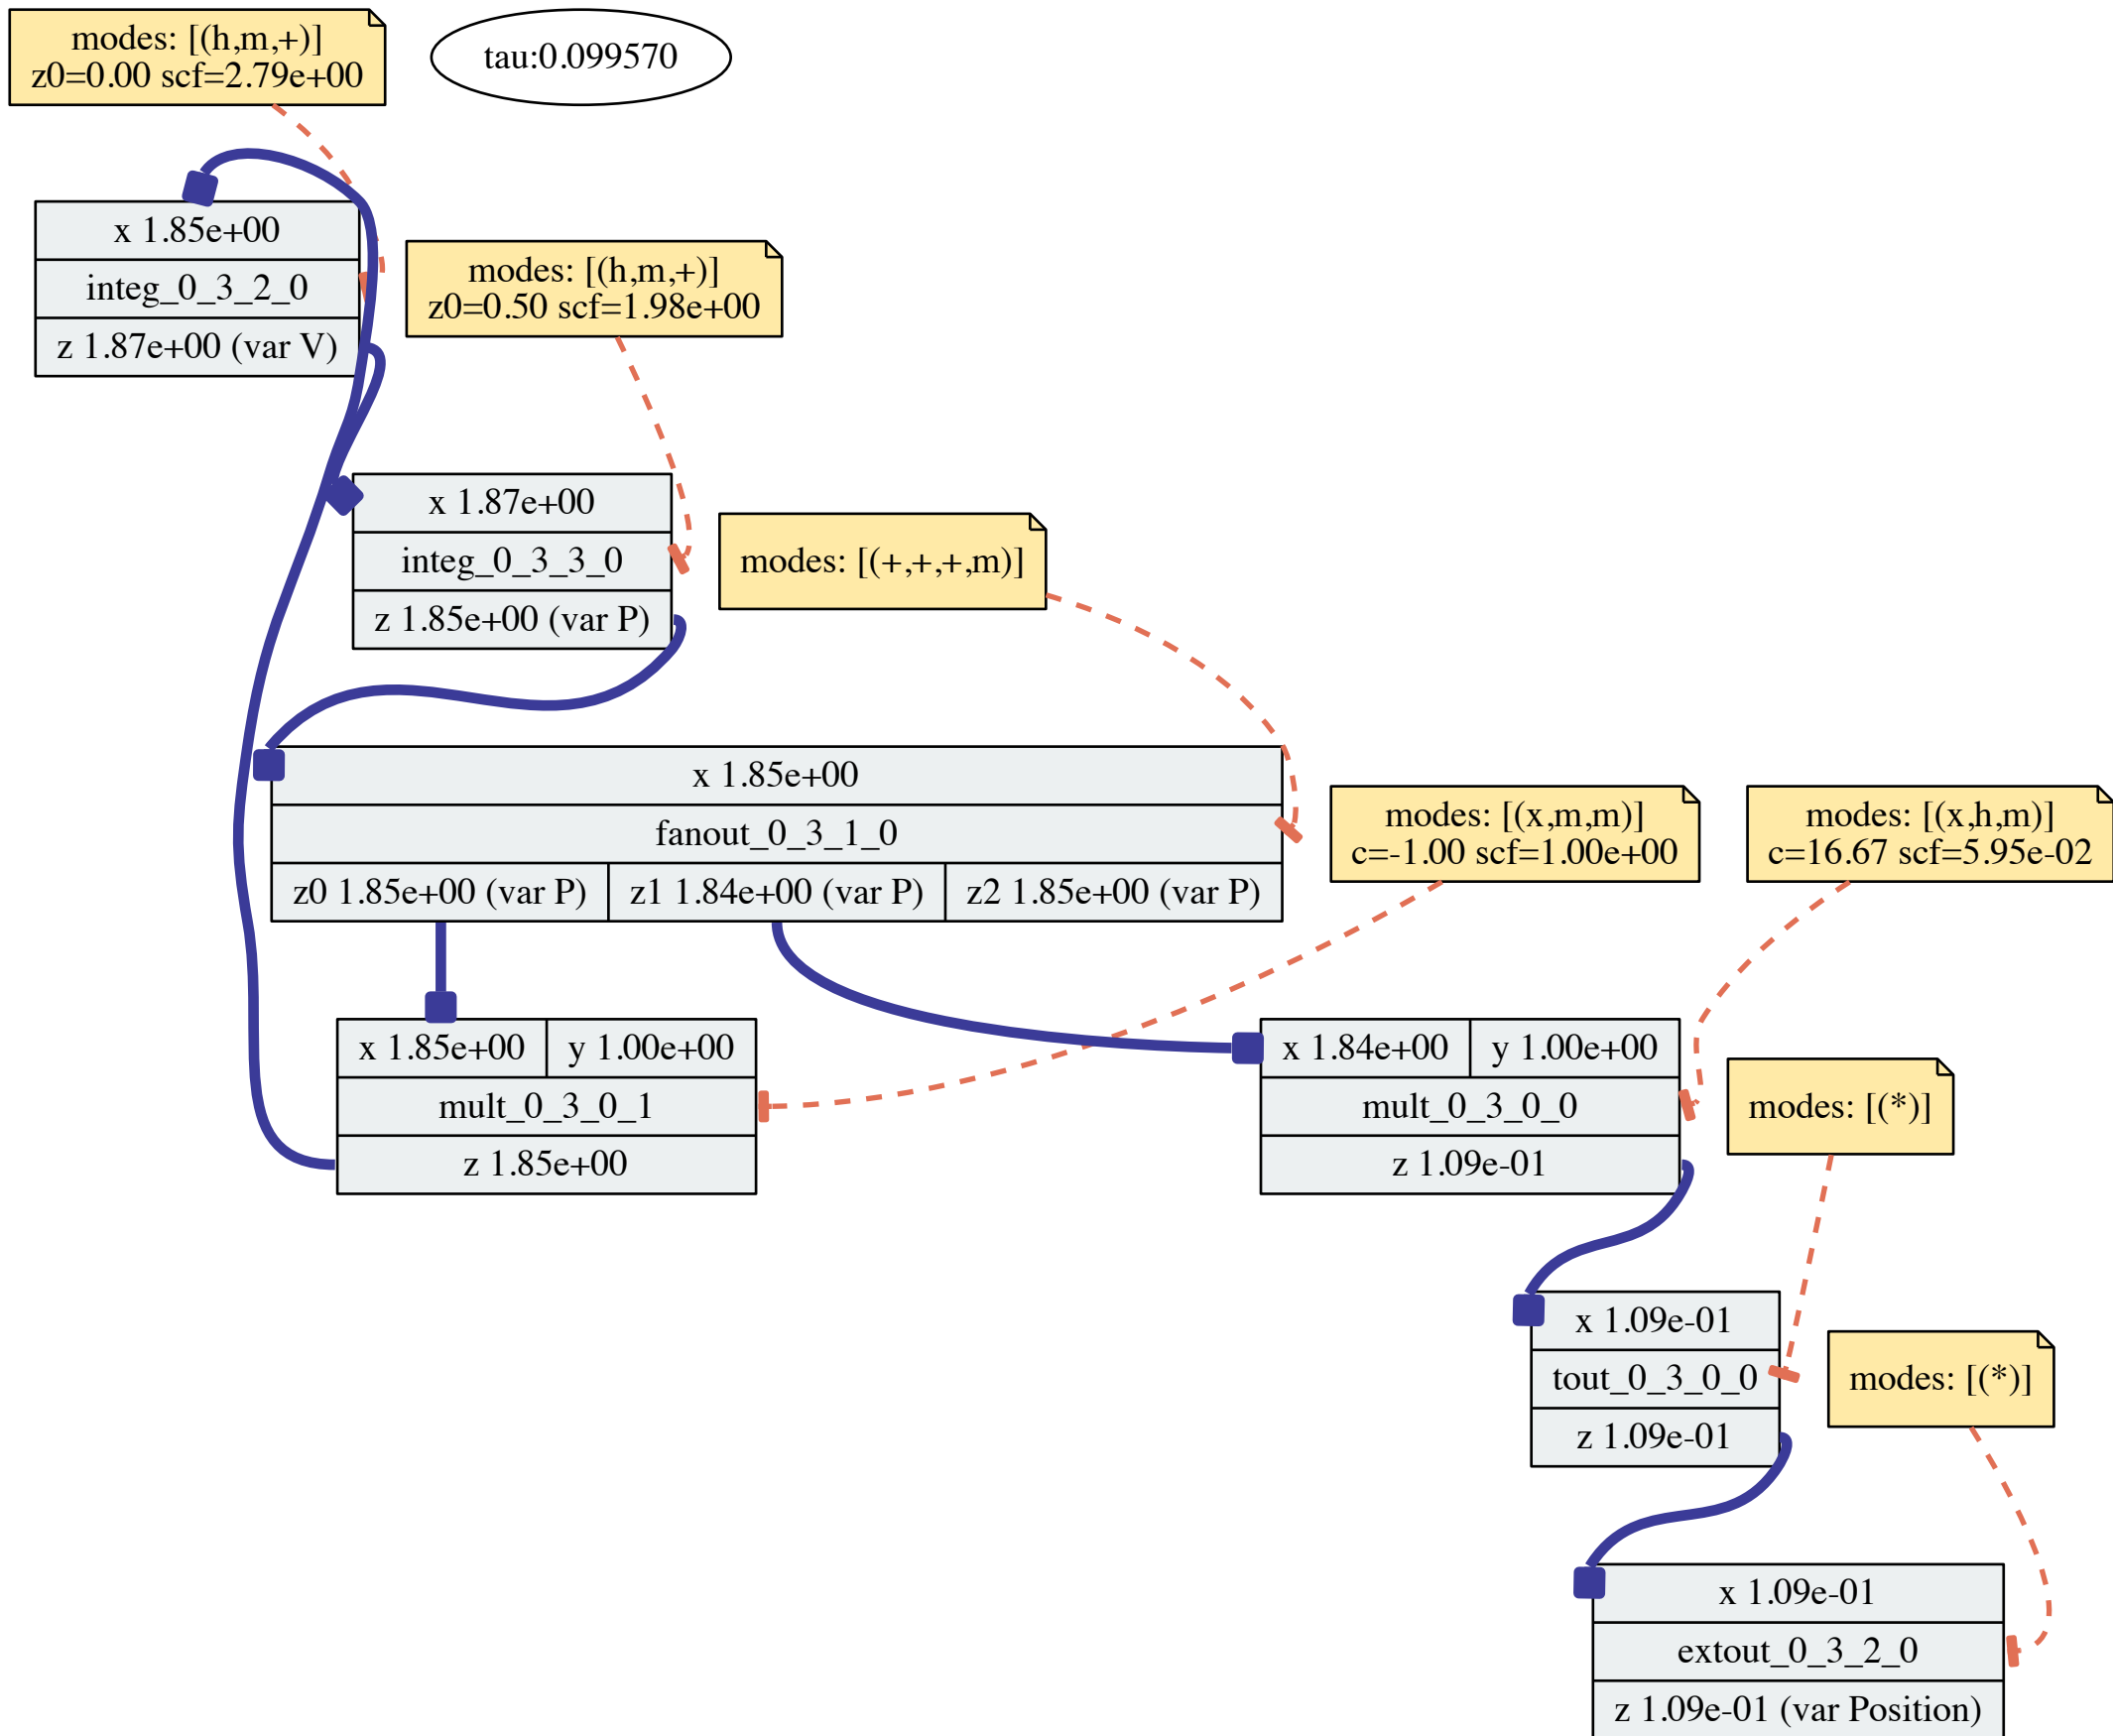 modes: [(h,m,+)]
z0=0.00 scf=2.79e+00
tau:0.099570
x 1.85e+00
integ_0_3_2_0
z 1.87e+00 (var V)
modes: [(h,m,+)]
z0=0.50 scf=1.98e+00
x 1.87e+00
integ_0_3_3_0
z 1.85e+00 (var P)
modes: [(+,+,+,m)]
x 1.85e+00
fanout_0_3_1_0
z0 1.85e+00 (var P)
z1 1.84e+00 (var P)
z2 1.85e+00 (var P)
modes: [(x,m,m)]
c=-1.00 scf=1.00e+00
modes: [(x,h,m)]
c=16.67 scf=5.95e-02
x 1.85e+00
y 1.00e+00
mult_0_3_0_1
z 1.85e+00
x 1.84e+00
y 1.00e+00
mult_0_3_0_0
z 1.09e-01
modes: [(*)]
x 1.09e-01
tout_0_3_0_0
z 1.09e-01
modes: [(*)]
x 1.09e-01
extout_0_3_2_0
z 1.09e-01 (var Position)